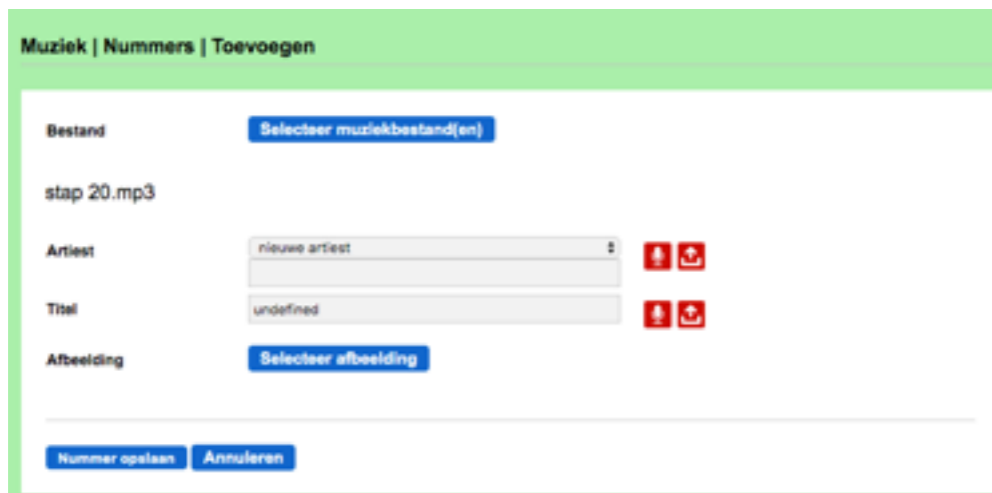 Muziek | Nummers | Toevoegen
Bestand
Selecteer muziekbestand(en)
stap 20.mp3
Artiest
nieuwe artiest
Titel
undefined
Afbeelding
Selecteer afbeelding
Nummer opslaan
Annuleren